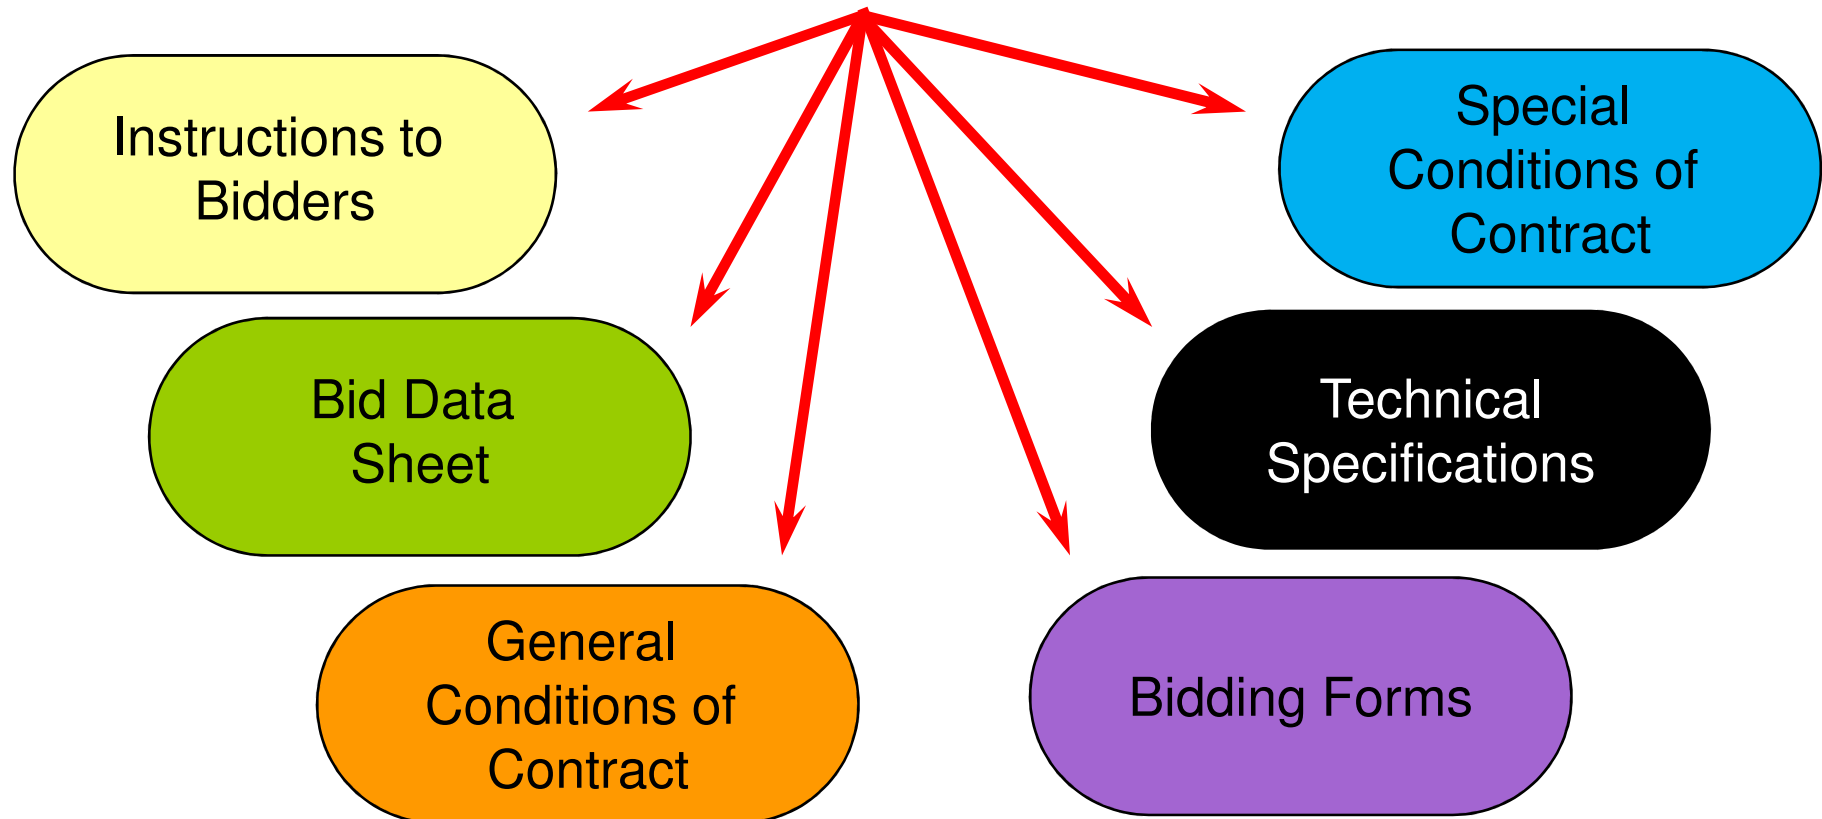 Instructions to
Bidders
Special
Conditions of
Contract
Bid Data
Sheet
Technical
Specifications
General
Conditions of
Contract
Bidding Forms